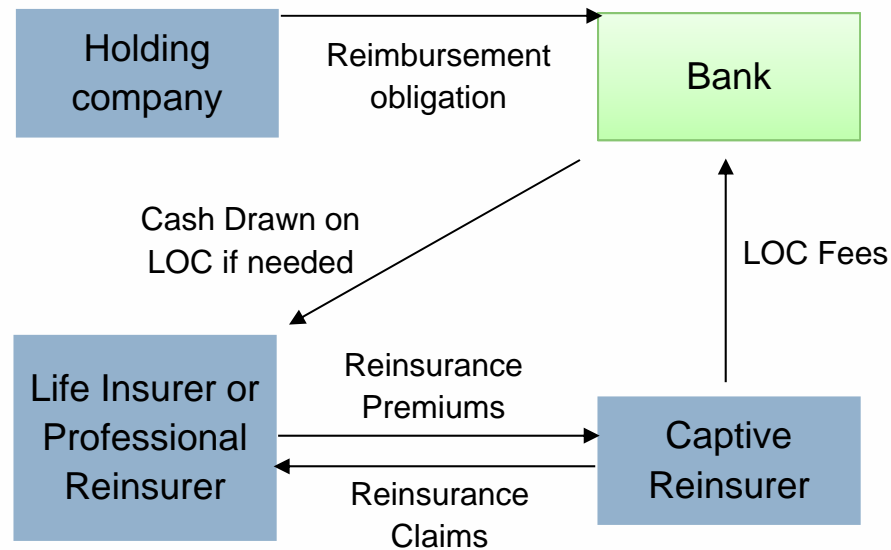 Holding
company
Reimbursement
obligation
Bank
Cash Drawn on
LOC if needed
LOC Fees
Life Insurer or
Professional
Reinsurer
Reinsurance
Premiums
Reinsurance
Claims
Captive
Reinsurer